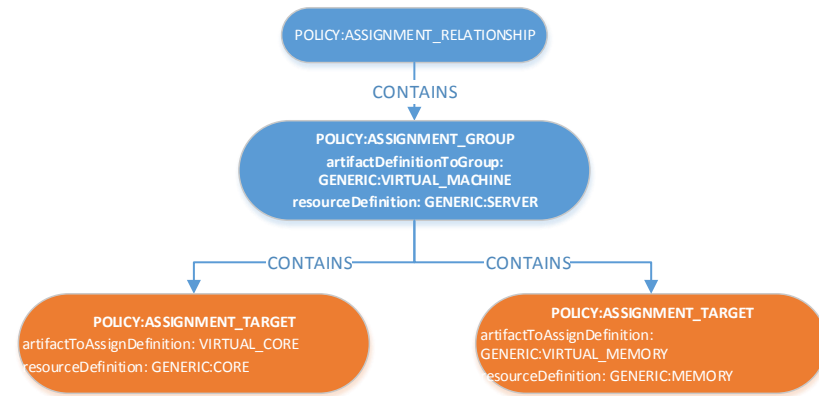 POLICY:ASSIGNMENT_RELATIONSHIP
CONTAINS
POLICY:ASSIGNMENT_GROUP
artifactDefinitionToGroup:
GENERIC:VIRTUAL_MACHINE
resourceDefinition: GENERIC:SERVER
CONTAINS
CONTAINS
POLICY:ASSIGNMENT_TARGET
artifactToAssignDefinition: VIRTUAL_CORE
resourceDefinition: GENERIC:CORE
POLICY:ASSIGNMENT_TARGET
artifactToAssignDefinition:
GENERIC:VIRTUAL_MEMORY
resourceDefinition: GENERIC:MEMORY